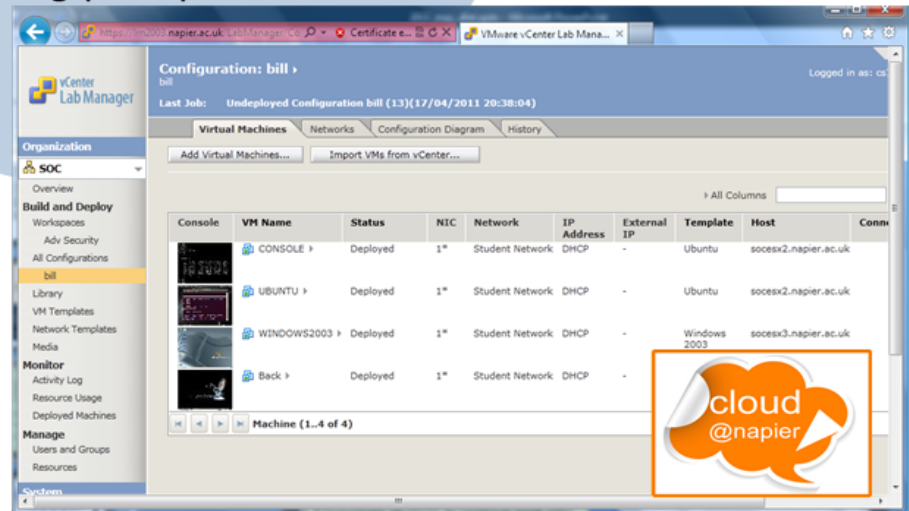 https://lm2003.napier.ac.uk/LabManager/Co
Certificate e...
VMware vCenter Lab Mana...
vCenter
Lab Manager
Configuration: bill
bill
Logged in as: cs
Last Job: Undeployed Configuration bill (13)(17/04/2011 20:38:04)
Virtual Machines Networks Configuration Diagram History
Add Virtual Machines... Import VMs from vCenter...
All Columns
Organization
SOC
Overview
Build and Deploy
Workspaces
Adv Security
All Configurations
bill
Library
VM Templates
Network Templates
Media
Monitor
Activity Log
Resource Usage
Deployed Machines
Manage
Users and Groups
Resources
System
Console VM Name Status NIC Network IP Address External IP Template Host Conne
CONSOLE Deployed 1* Student Network DHCP - Ubuntu socesx2.napier.ac.uk
UBUNTU Deployed 1* Student Network DHCP - Ubuntu socesx2.napier.ac.uk
WINDOWS2003 Deployed 1* Student Network DHCP - Windows 2003 socesx3.napier.ac.uk
Back Deployed 1* Student Network DHCP -
Machine (1..4 of 4)
cloud
@napier